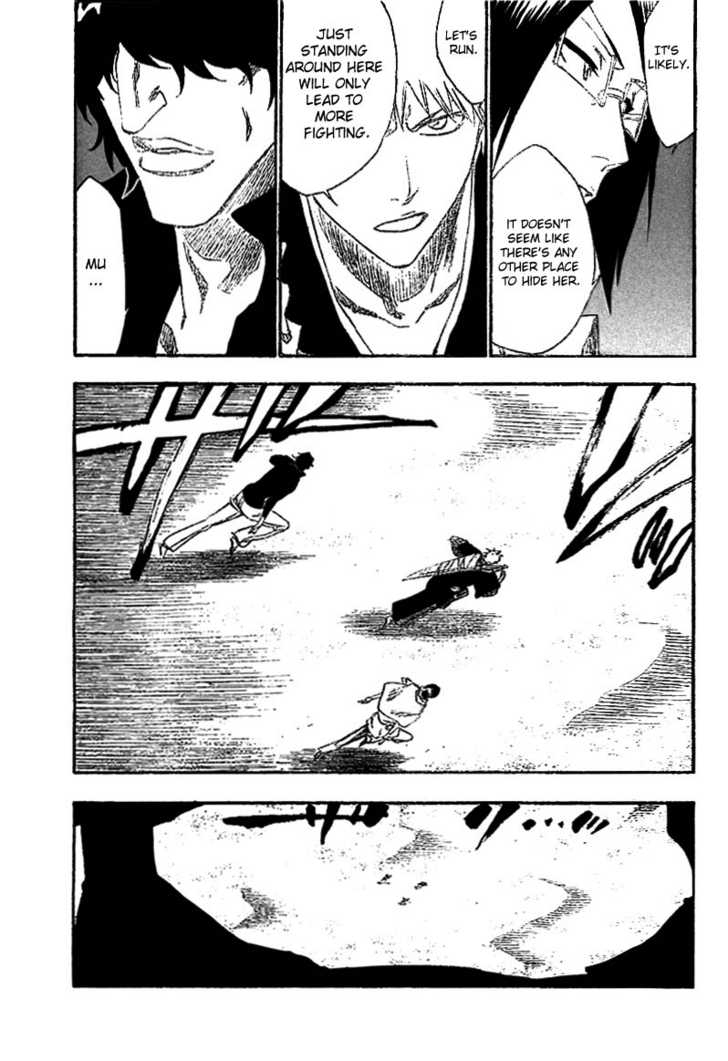 IT'S
LIKELY.
IT DOESN'T
SEEM LIKE
THERE'S ANY
OTHER PLACE
TO HIDE HER.
LET'S
RUN.
JUST
STANDING
AROUND HERE
WILL ONLY
LEAD TO
MORE
FIGHTING.
MU
...